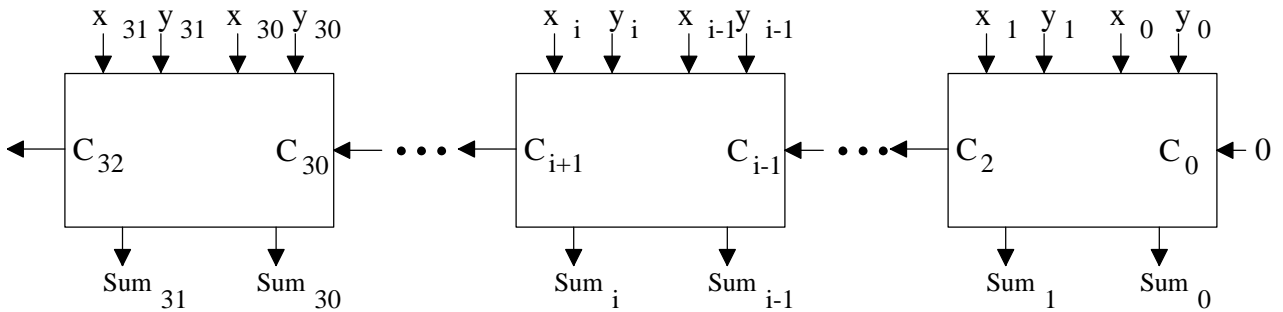 x 31 y 31 x 30 y 30 x i y i x i-1 y i-1 x 1 y 1 x 0 y 0
C 32 C 30 C i+1 C i-1 C 2 C 0 0
Sum 31 Sum 30 Sum i Sum i-1 Sum 1 Sum 0